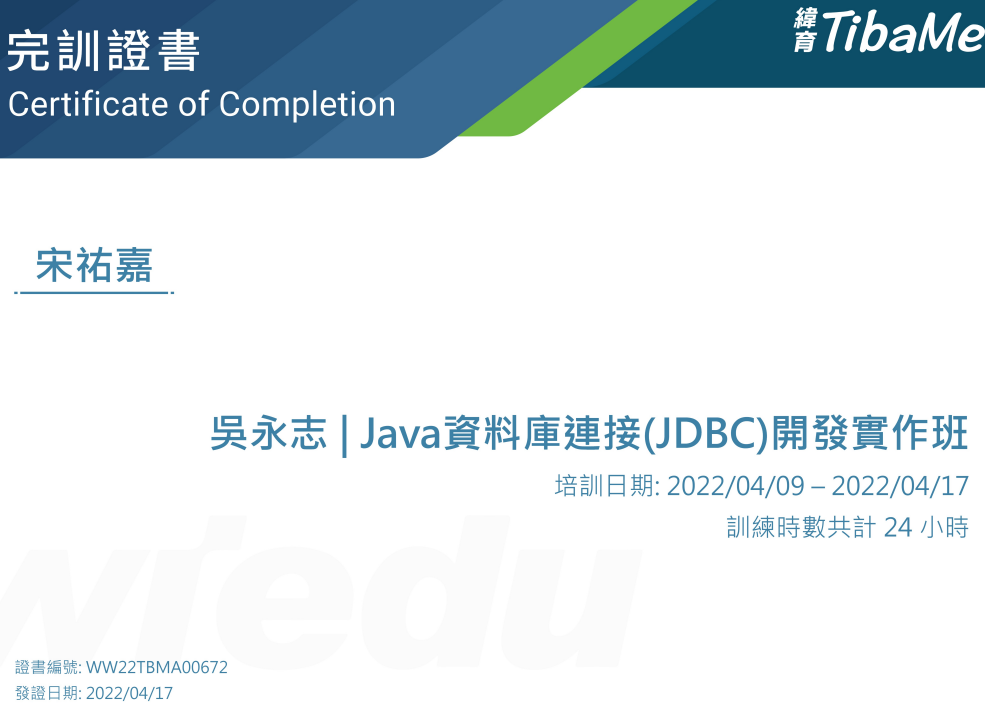 完訓證書
Certificate of Completion
緯育 TibaMe
宋祐嘉
吳永志 | Java資料庫連接(JDBC)開發實作班
培訓日期: 2022/04/09 – 2022/04/17
訓練時數共計 24 小時
wiedu
證書編號: WW22TBMA00672
發證日期: 2022/04/17